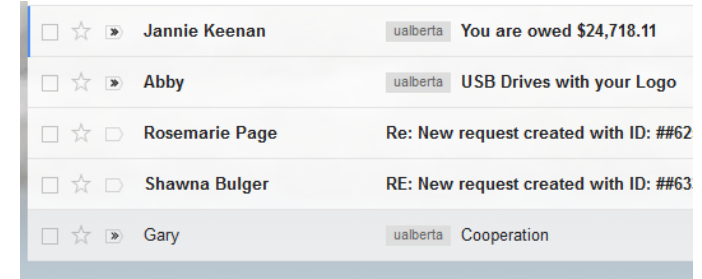 Jannie Keenan ualberta You are owed $24,718.11
Abby ualberta USB Drives with your Logo
Rosemarie Page Re: New request created with ID: ##62
Shawna Bulger RE: New request created with ID: ##63
Gary ualberta Cooperation